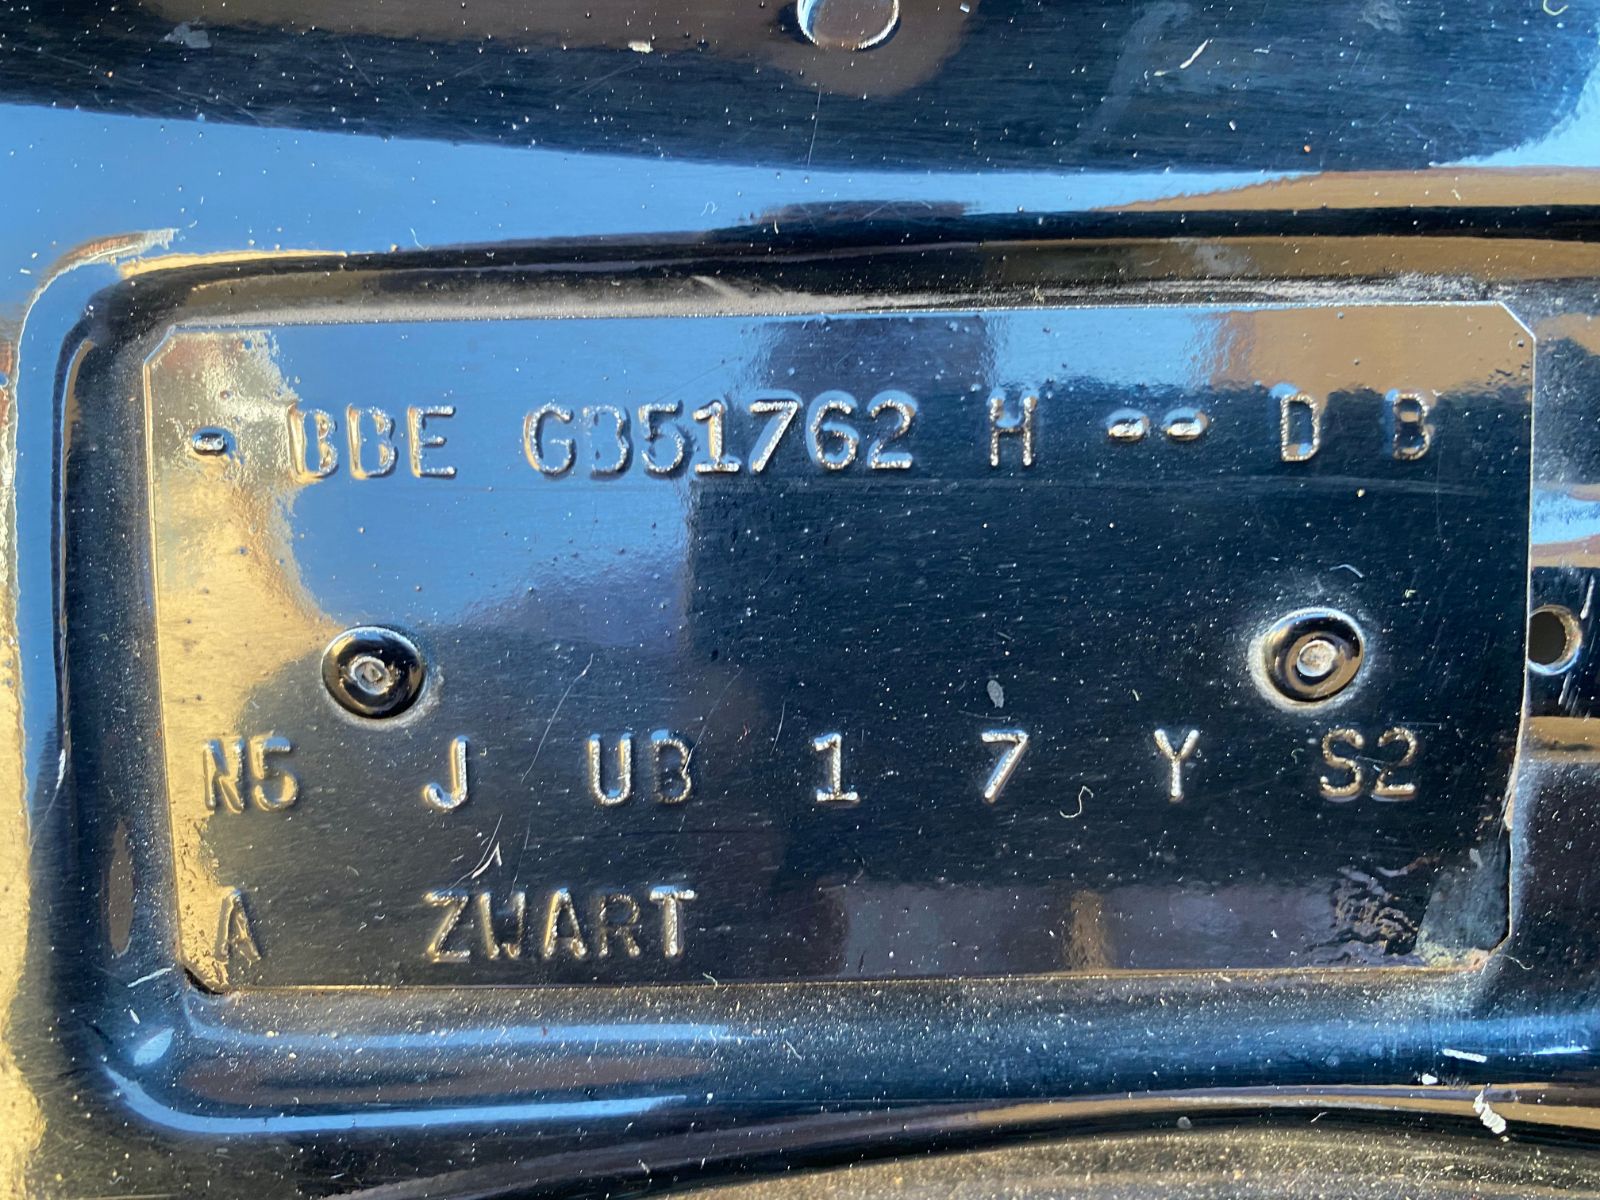 - BBE GB51762 H -- D B
N5 J UB 1 7 Y S2
A ZWART